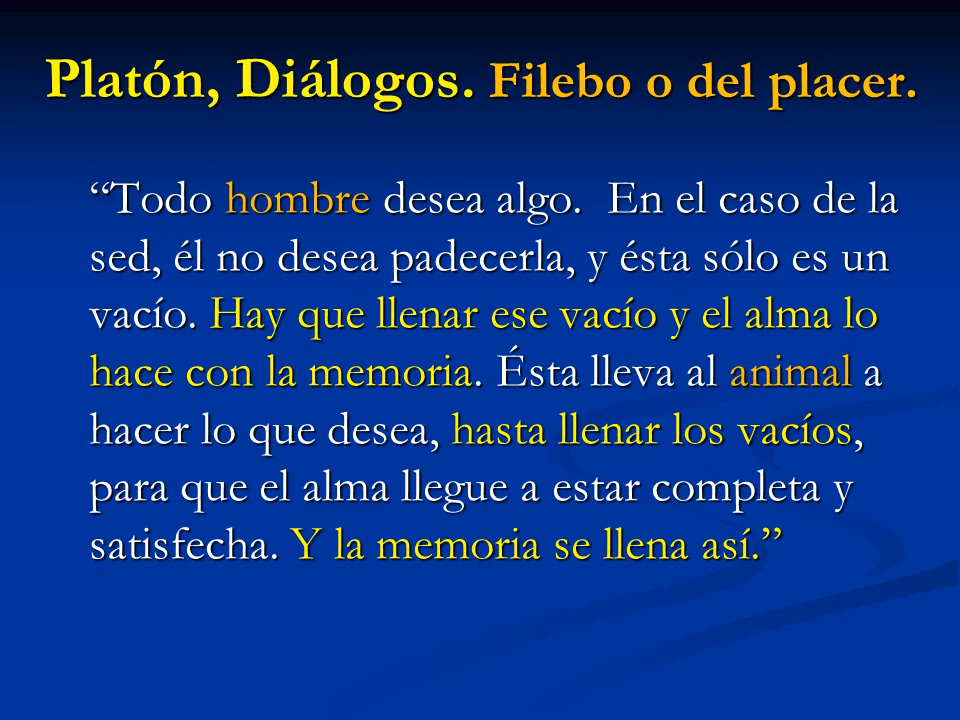 Platón, Diálogos. Filebo o del placer.
“Todo hombre desea algo. En el caso de la
sed, él no desea padecerla, y ésta sólo es un
vacío. Hay que llenar ese vacío y el alma lo
hace con la memoria. Ésta lleva al animal a
hacer lo que desea, hasta llenar los vacíos,
para que el alma llegue a estar completa y
satisfecha. Y la memoria se llena así.”